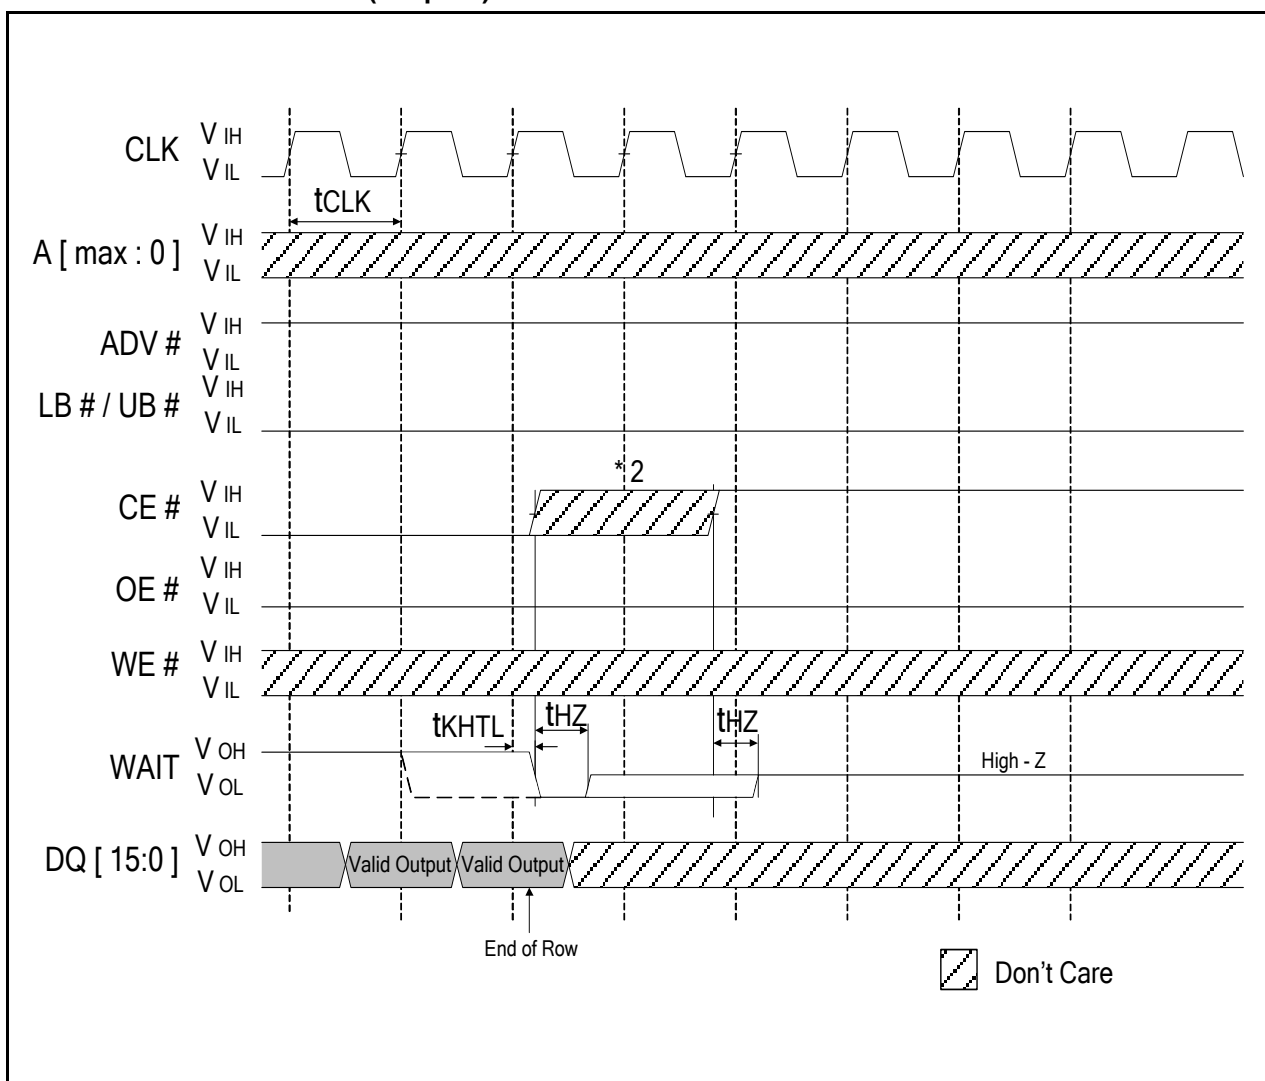 CLK V IH
V IL
tCLK
A [ max : 0 ] V IH
V IL
ADV # V IH
V IL
LB # / UB # V IH
V IL
* 2
CE # V IH
V IL
OE # V IH
V IL
WE # V IH
V IL
tKHTL tHZ tHZ
WAIT V OH
V OL
High - Z
DQ [ 15:0 ] V OH
V OL
Valid Output Valid Output
End of Row
Don't Care